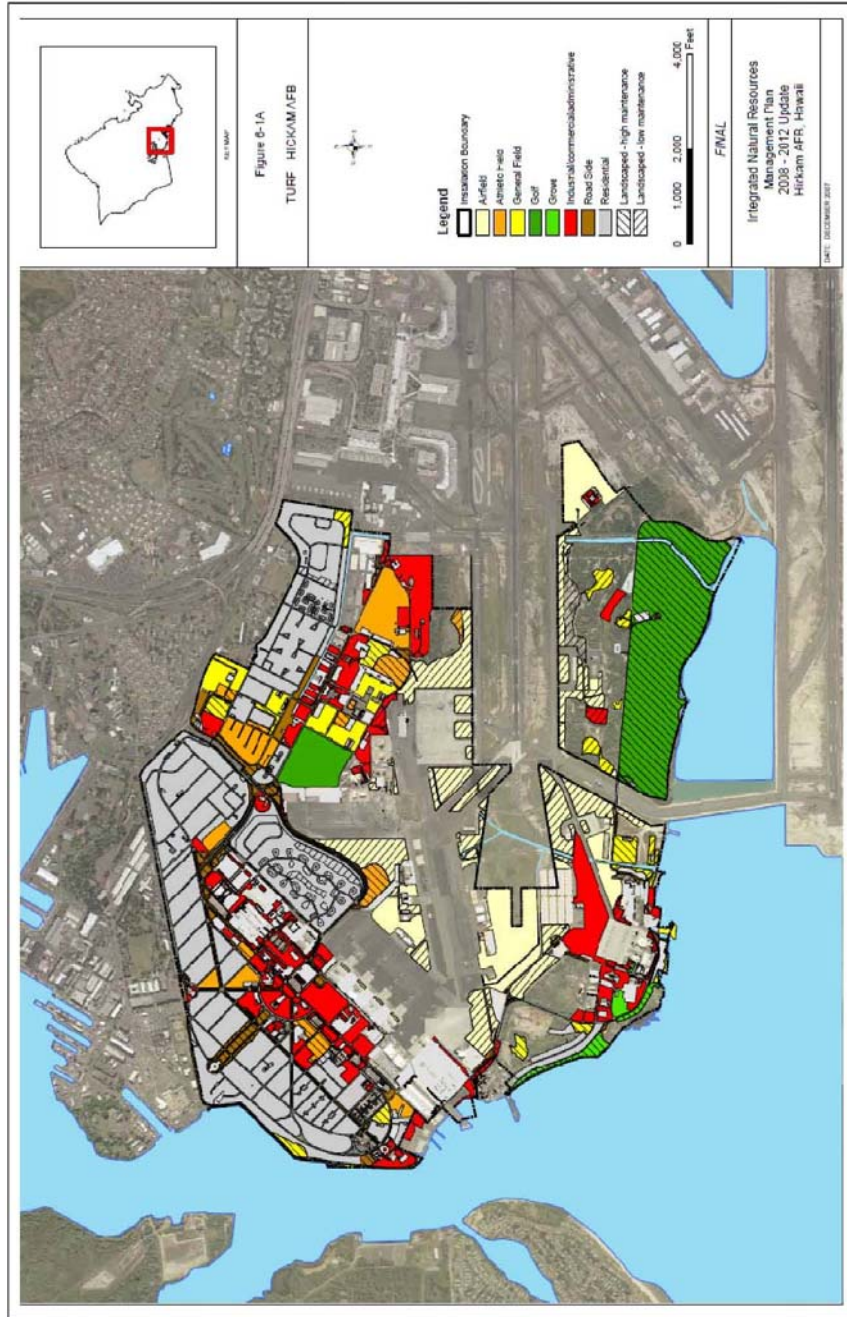 KEY MAP
Figure 6-1A
TURF HICKAM AFB
Legend
Installation Boundary
Airfield
Athletic Field
General Field
Golf
Grove
Industrial/commercial/administrative
Road Side
Residential
Landscaped - high maintenance
Landscaped - low maintenance
0 1,000 2,000 4,000
Feet
FINAL
Integrated Natural Resources
Management Plan
2008 - 2012 Update
Hickam AFB, Hawaii
DATE: DECEMBER 2007